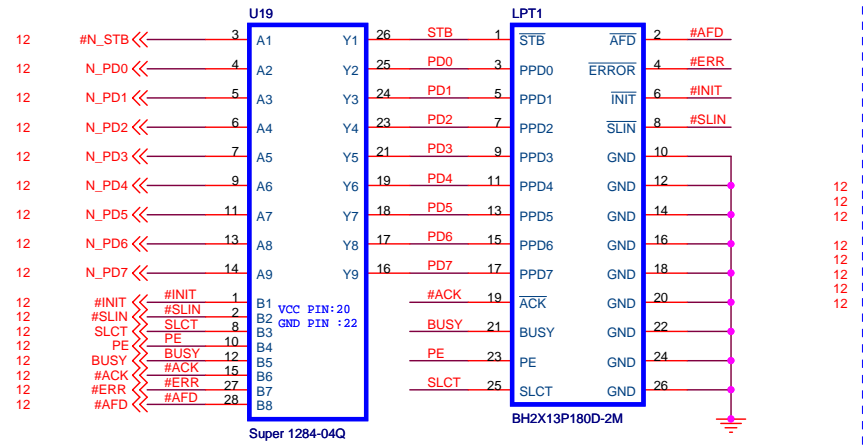 U19 LPT1
12 #N_STB 3 A1 Y1 26 STB 1 STB AFD 2 #AFD
12 N_PD0 4 A2 Y2 25 PD0 3 PPD0 ERROR 4 #ERR
12 N_PD1 5 A3 Y3 24 PD1 5 PPD1 INIT 6 #INIT
12 N_PD2 6 A4 Y4 23 PD2 7 PPD2 SLIN 8 #SLIN
12 N_PD3 7 A5 Y5 21 PD3 9 PPD3 GND 10
12 N_PD4 9 A6 Y6 19 PD4 11 PPD4 GND 12 12
12
12 N_PD5 11 A7 Y7 18 PD5 13 PPD5 GND 14 12
12 N_PD6 13 A8 Y8 17 PD6 15 PPD6 GND 16 12
12
12 N_PD7 14 A9 Y9 16 PD7 17 PPD7 GND 18 12
12
12 #INIT #INIT 1 B1 VCC PIN:20 #ACK 19 ACK GND 20 12
12 #SLIN #SLIN 2 B2 GND PIN :22
12 SLCT SLCT 8 B3 BUSY 21 BUSY GND 22
12 PE PE 10 B4
12 BUSY BUSY 12 B5 PE 23 PE GND 24
12 #ACK #ACK 15 B6
12 #ERR #ERR 27 B7 SLCT 25 SLCT GND 26
12 #AFD #AFD 28 B8
Super 1284-04Q BH2X13P180D-2M